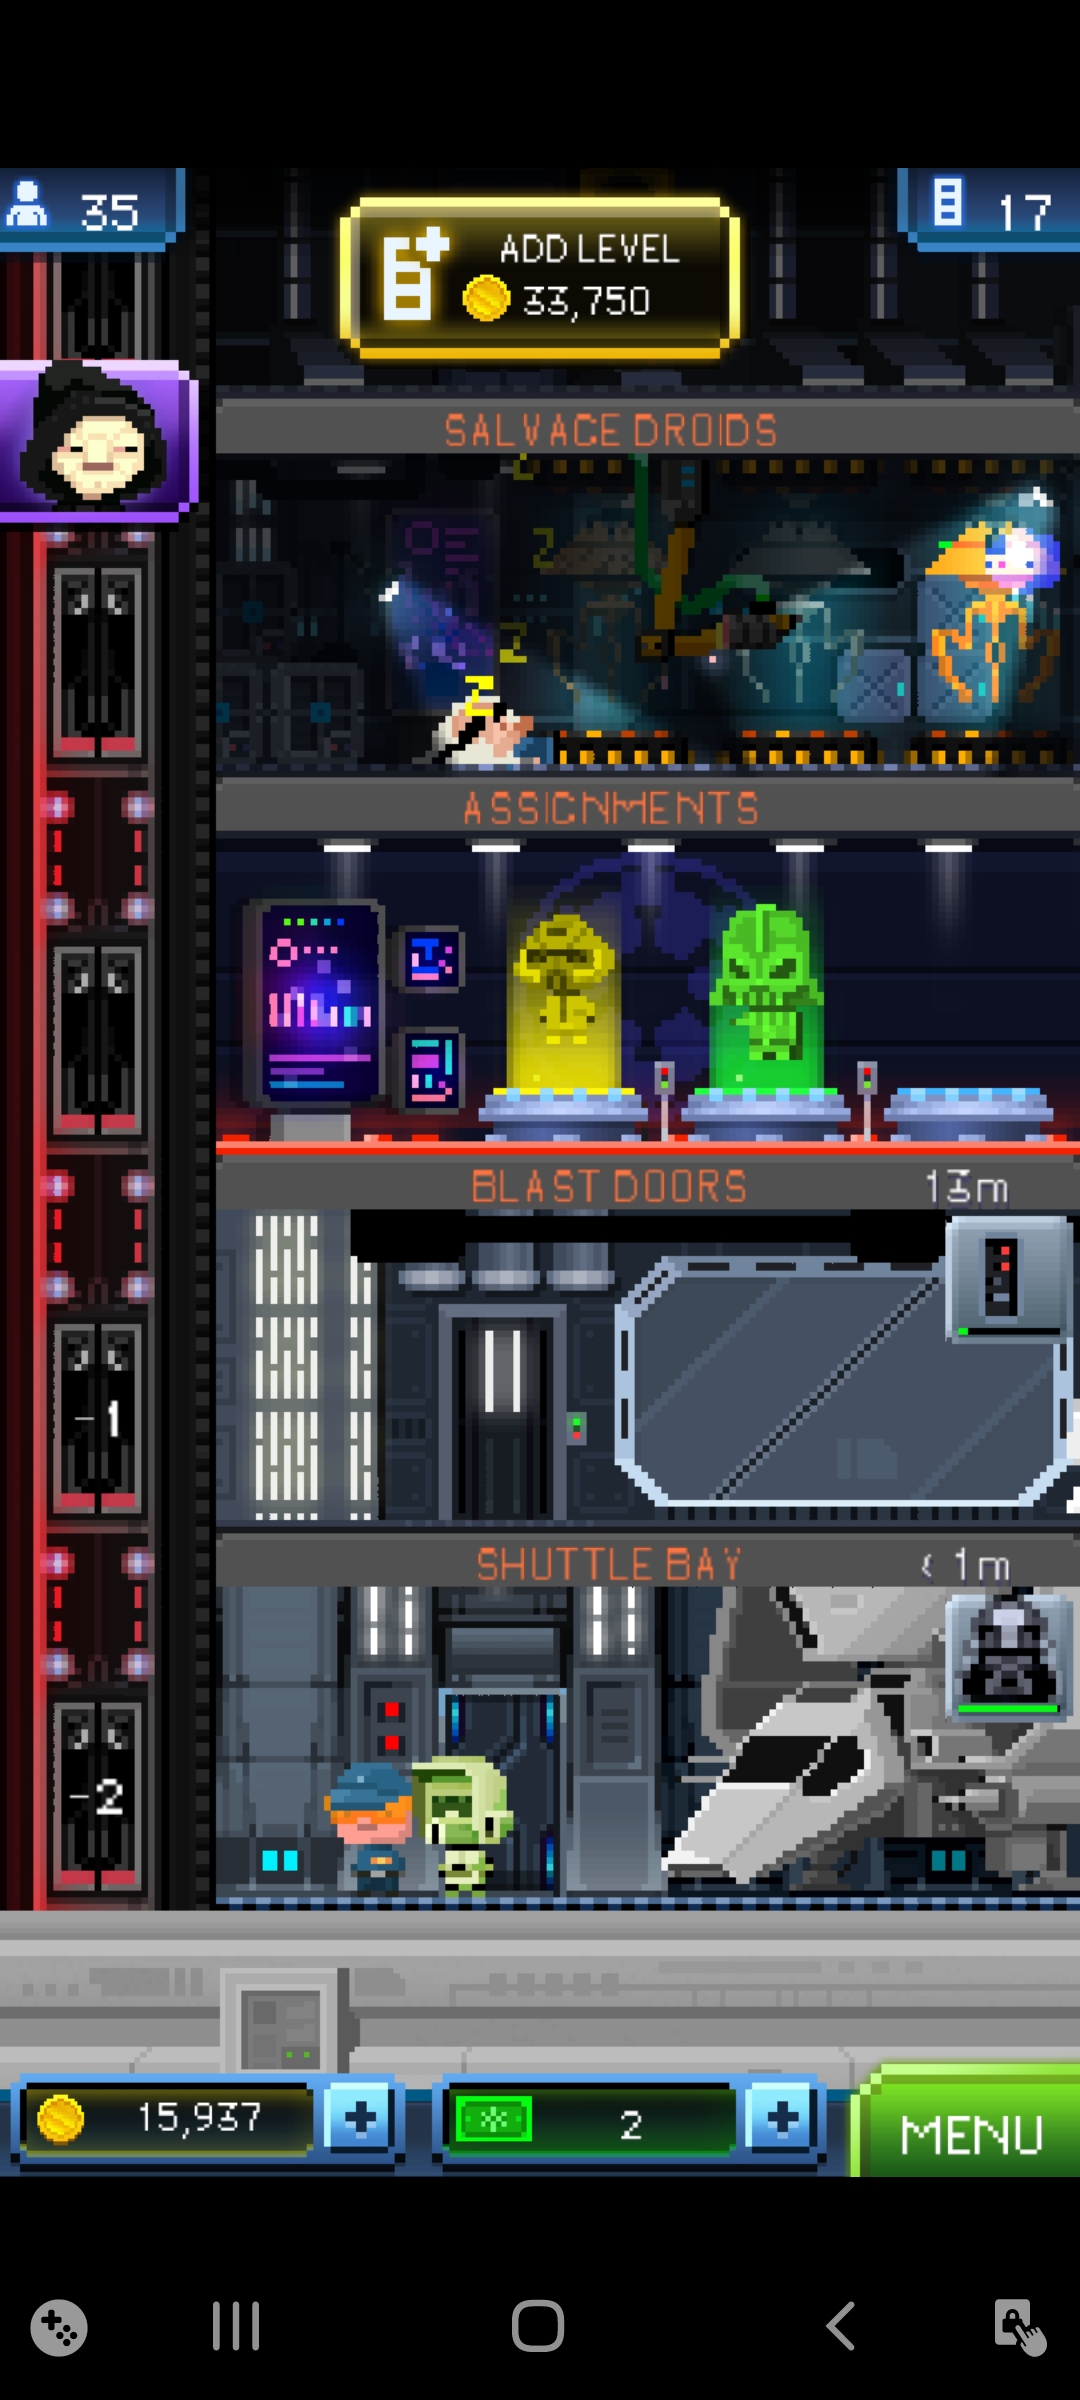 35
ADD LEVEL
33,750
17
SALVAGE DROIDS
Z
Z
Z
Z
ASSIGNMENTS
BLAST DOORS 13m
-1
SHUTTLE BAY < 1m
-2
15,937
2
MENU